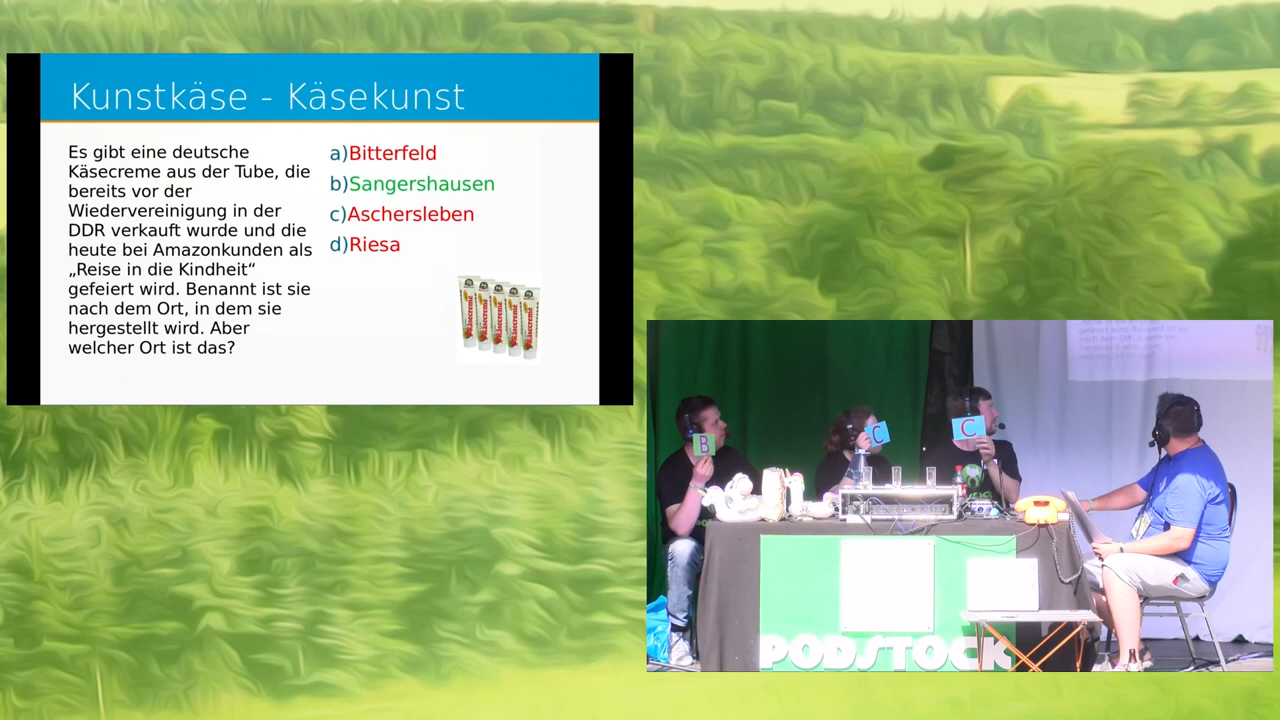 Kunstkäse - Käsekunst
Es gibt eine deutsche
Käsecreme aus der Tube, die
bereits vor der
Wiedervereinigung in der
DDR verkauft wurde und die
heute bei Amazonkunden als
„Reise in die Kindheit“
gefeiert wird. Benannt ist sie
nach dem Ort, in dem sie
hergestellt wird. Aber
welcher Ort ist das?
a)Bitterfeld
b)Sangershausen
c)Aschersleben
d)Riesa
Käsecreme
B
C
C
PODSTOCK